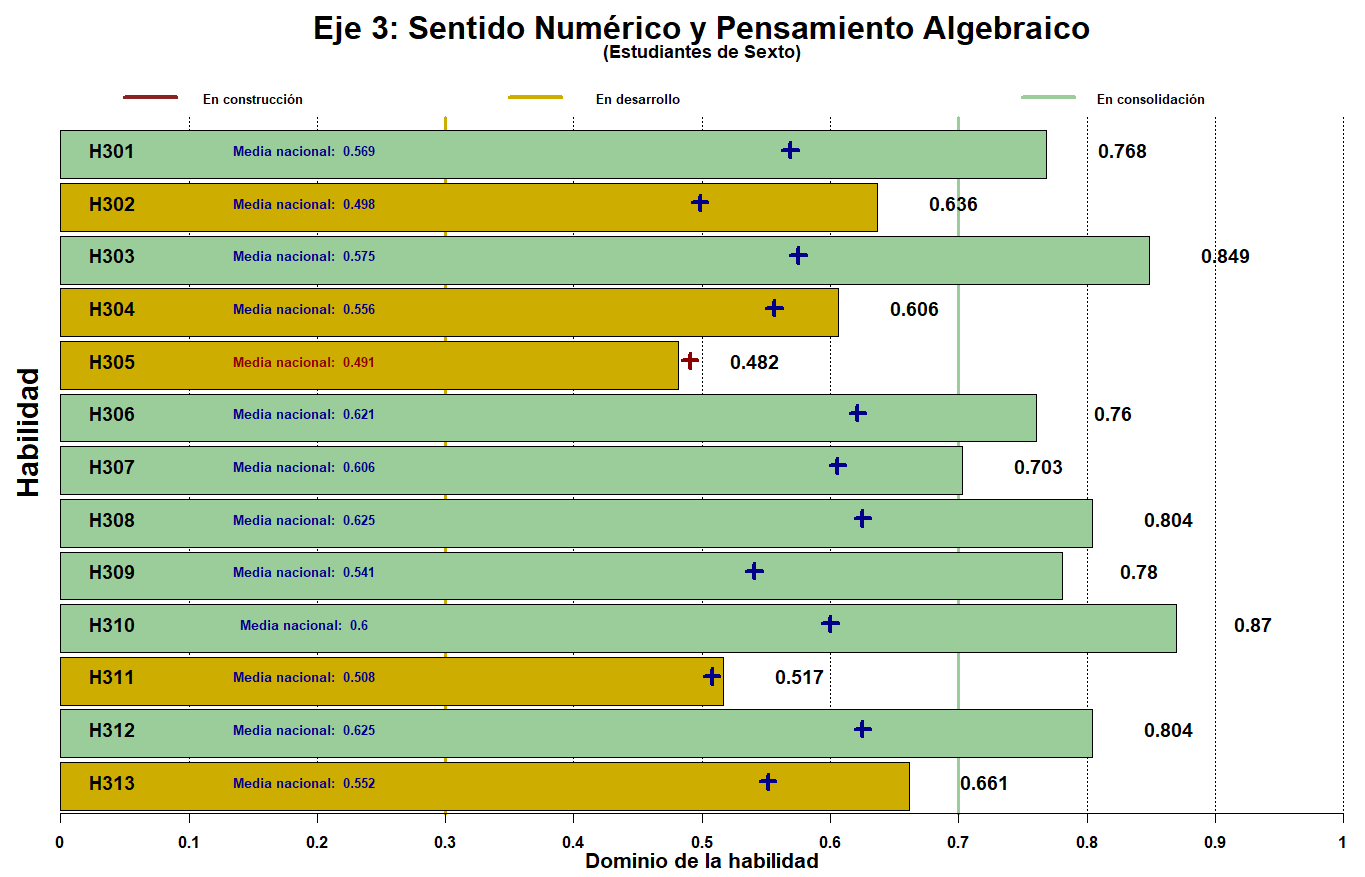 Eje 3: Sentido Numérico y Pensamiento Algebraico
(Estudiantes de Sexto)
En construcción En desarrollo En consolidación
Habilidad
H301 Media nacional: 0.569 0.768
H302 Media nacional: 0.498 0.636
H303 Media nacional: 0.575 0.849
H304 Media nacional: 0.556 0.606
H305 Media nacional: 0.491 0.482
H306 Media nacional: 0.621 0.76
H307 Media nacional: 0.606 0.703
H308 Media nacional: 0.625 0.804
H309 Media nacional: 0.541 0.78
H310 Media nacional: 0.6 0.87
H311 Media nacional: 0.508 0.517
H312 Media nacional: 0.625 0.804
H313 Media nacional: 0.552 0.661
0 0.1 0.2 0.3 0.4 0.5 0.6 0.7 0.8 0.9 1
Dominio de la habilidad